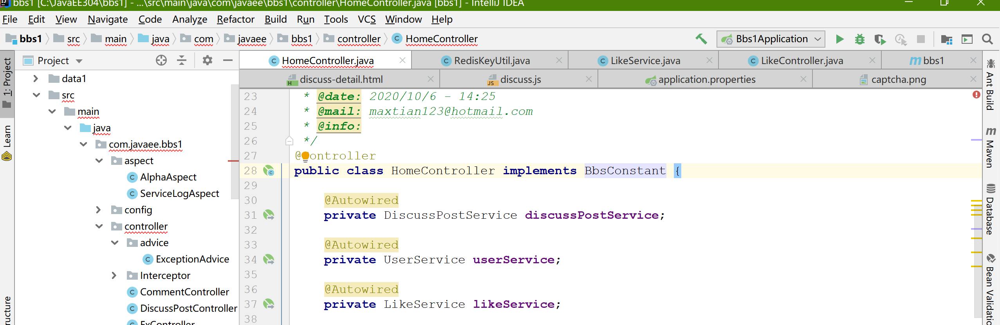 bbs1 [C:\JavaEE304\bbs1] - ...\src\main\java\com\javaee\bbs1\controller\HomeController.java [bbs1] - IntelliJ IDEA
File Edit View Navigate Code Analyze Refactor Build Run Tools VCS Window Help
bbs1 src main java com javaee bbs1 controller HomeController Bbs1Application
Project
HomeController.java RedisKeyUtil.java LikeService.java LikeController.java bbs1
discuss-detail.html discuss.js application.properties captcha.png
1: Project
Learn
data1
src
main
java
com.javaee.bbs1
aspect
AlphaAspect
ServiceLogAspect
config
controller
advice
ExceptionAdvice
Interceptor
CommentController
DiscussPostController
23 * @date: 2020/10/6 - 14:25
24 * @mail: maxtian123@hotmail.com
25 * @info:
26 */
27 @Controller
28 public class HomeController implements BbsConstant {
29
30 @Autowired
31 private DiscussPostService discussPostService;
32
33 @Autowired
34 private UserService userService;
35
36 @Autowired
37 private LikeService likeService;
38
Ant Build
Maven
Database
Bean Validatio